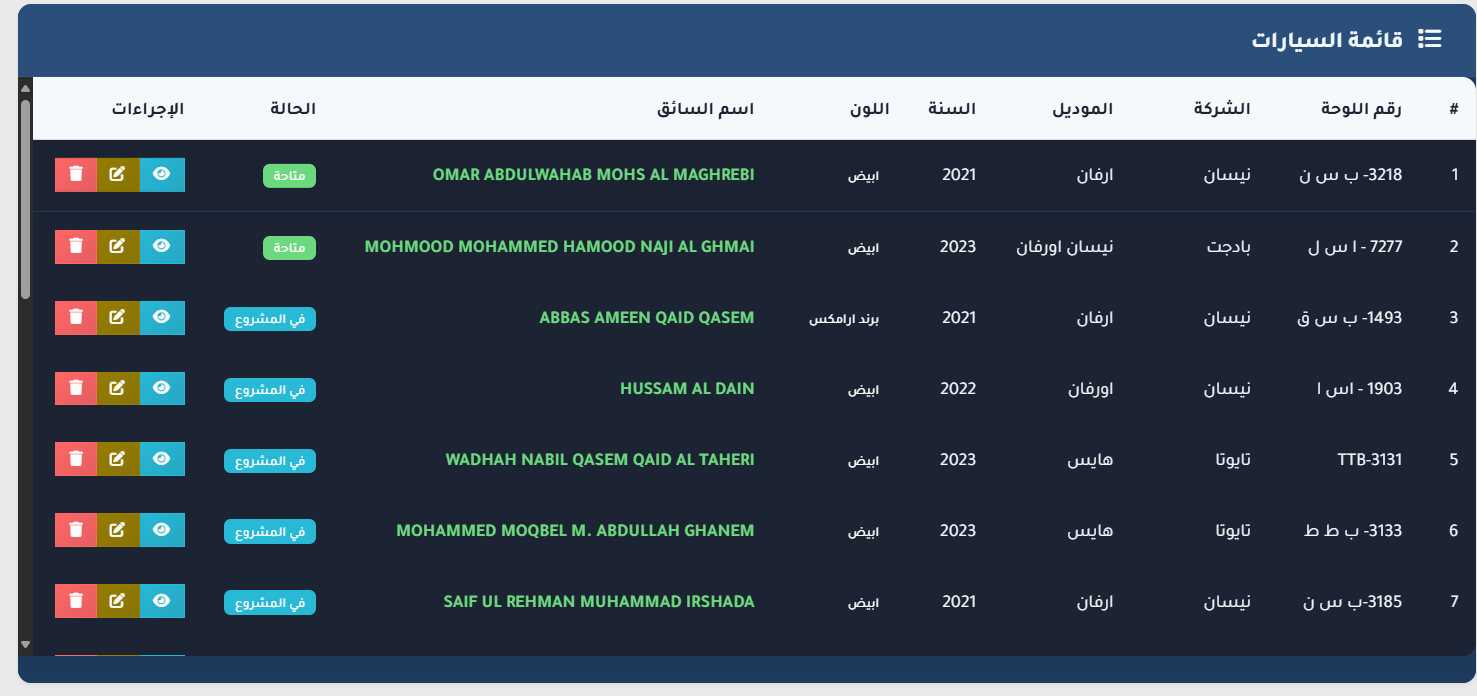 قائمة السيارات
# رقم اللوحة الشركة الموديل السنة اللون اسم السائق الحالة الإجراءات
1 3218- ب س ن نيسان ارفان 2021 ابيض OMAR ABDULWAHAB MOHS AL MAGHREBI متاحة
2 7277 - ا س ل بادجت نيسان اورفان 2023 ابيض MOHMOOD MOHAMMED HAMOOD NAJI AL GHMAI متاحة
3 1493- ب س ق نيسان ارفان 2021 برند ارامكس ABBAS AMEEN QAID QASEM في المشروع
4 1903 - اس ا نيسان اورفان 2022 ابيض HUSSAM AL DAIN في المشروع
5 TTB-3131 تايوتا هايس 2023 ابيض WADHAH NABIL QASEM QAID AL TAHERI في المشروع
6 3133- ب ط ط تايوتا هايس 2023 ابيض MOHAMMED MOQBEL M. ABDULLAH GHANEM في المشروع
7 3185-ب س ن نيسان ارفان 2021 ابيض SAIF UL REHMAN MUHAMMAD IRSHADA في المشروع